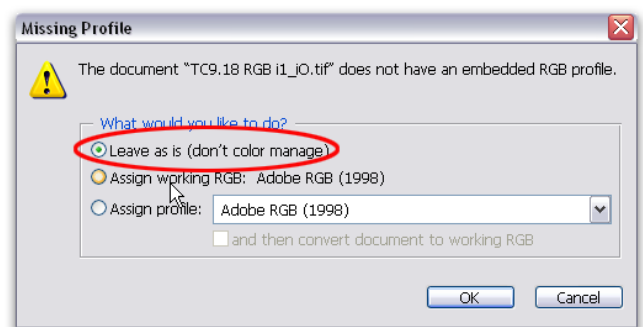 Missing Profile
The document “TC9.18 RGB i1_iO.tif” does not have an embedded RGB profile.
What would you like to do?
Leave as is (don’t color manage)
Assign working RGB: Adobe RGB (1998)
Assign profile: Adobe RGB (1998)
and then convert document to working RGB
OK Cancel